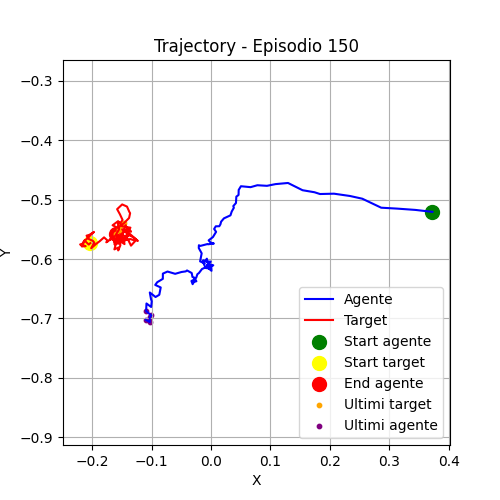 Trajectory - Episodio 150
−0.3
−0.4
−0.5
−0.6
−0.7
−0.8
−0.9
Y
−0.2
−0.1
0.0
0.1
0.2
0.3
0.4
X
Agente
Target
Start agente
Start target
End agente
Ultimi target
Ultimi agente